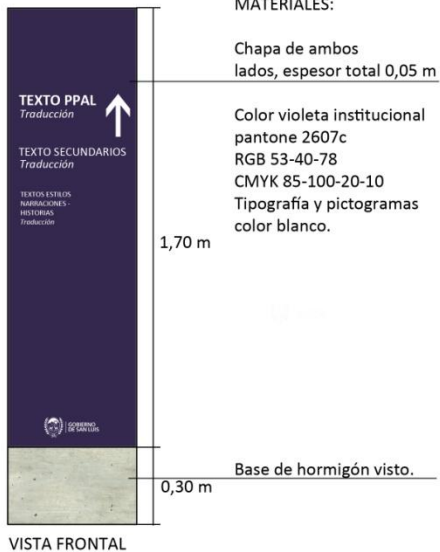 MATERIALES:
Chapa de ambos
lados, espesor total 0,05 m
TEXTO PPAL
Traducción
TEXTO SECUNDARIOS
Traducción
TEXTOS ESTILOS
NARRACIONES -
HISTORIAS
Traducción
Color violeta institucional
pantone 2607c
RGB 53-40-78
CMYK 85-100-20-10
Tipografía y pictogramas
color blanco.
1,70 m
GOBIERNO
DE SAN LUIS
Base de hormigón visto.
0,30 m
VISTA FRONTAL